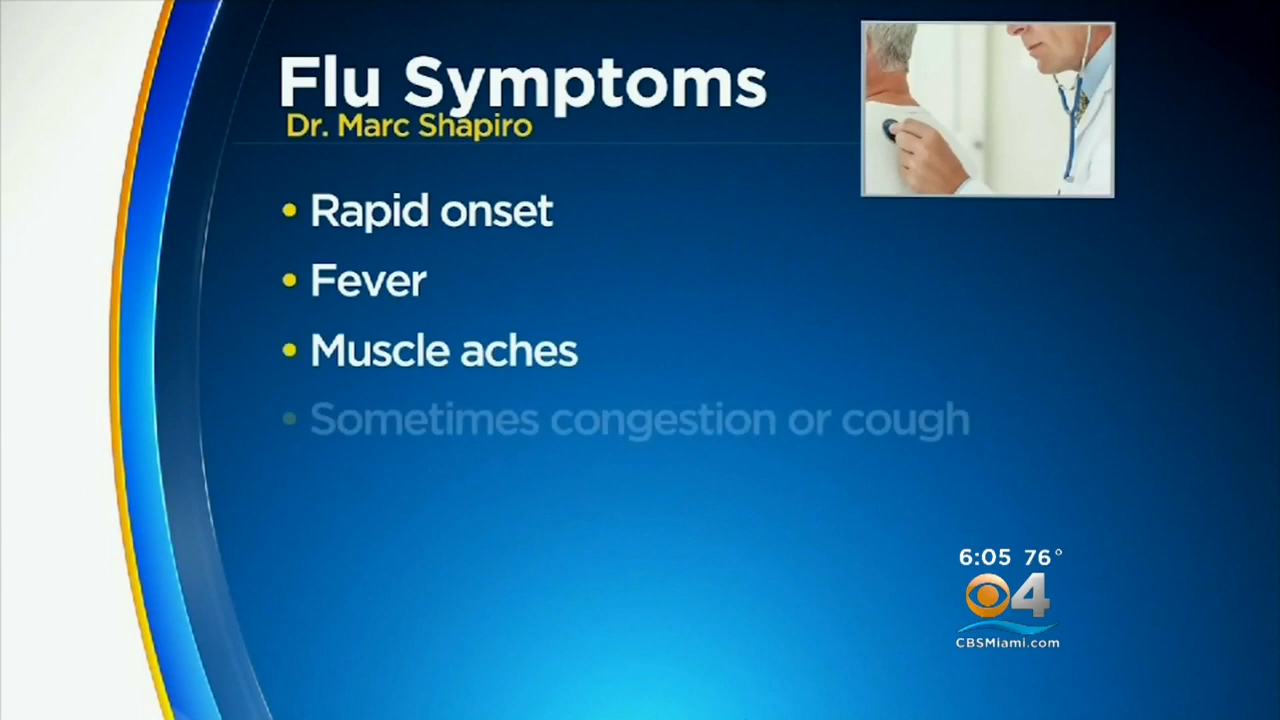 Flu Symptoms
Dr. Marc Shapiro
• Rapid onset
• Fever
• Muscle aches
• Sometimes congestion or cough
6:05 76°
4
CBSMiami.com